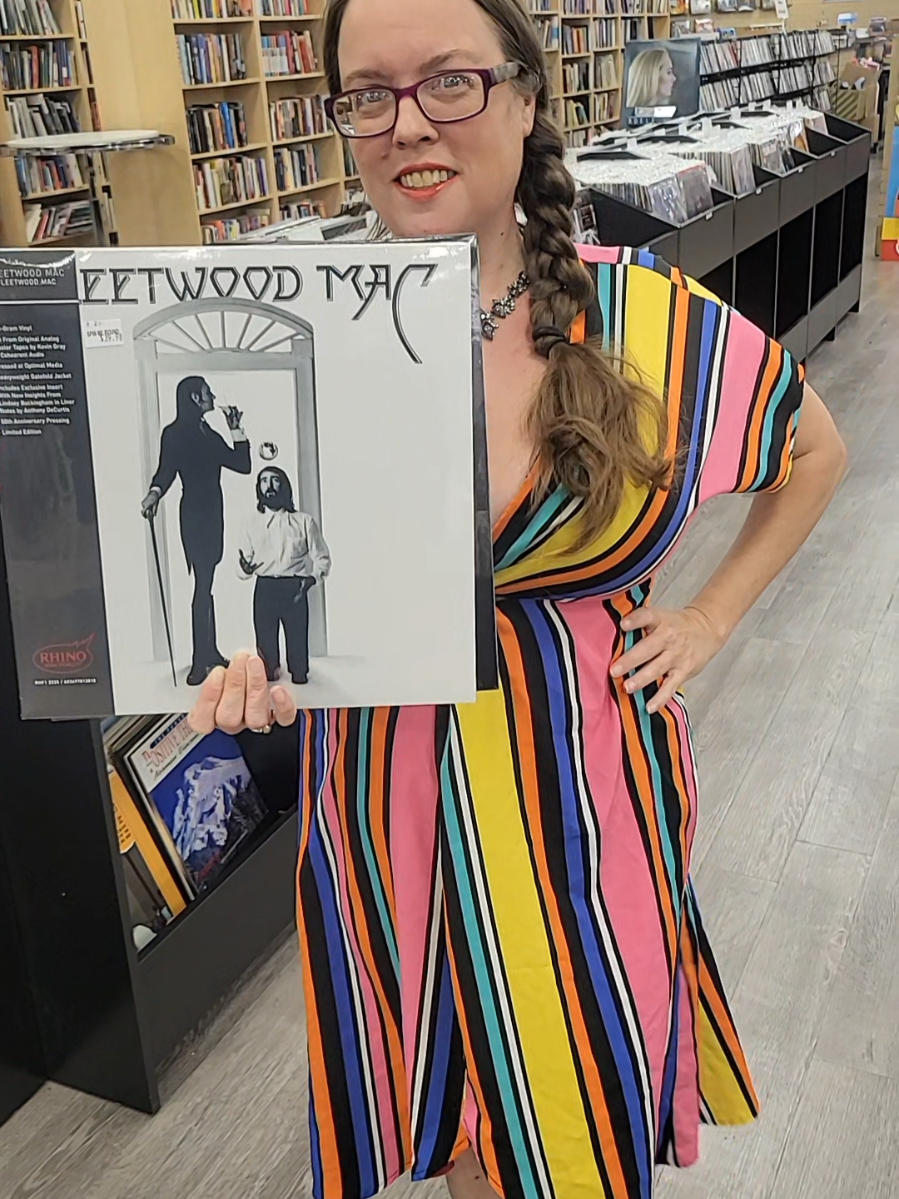 EETWOOD MAC
LEETWOOD MAC
EETWOOD MAC
-Gram Vinyl
From Original Analog
ster Tapes by Kevin Gray
Cohearent Audio
ressed at Optimal Media
eavyweight Gatefold Jacket
ncludes Exclusive Insert
With New Insights From
Lindsey Buckingham in Liner
Notes by Anthony DeCurtis
50th Anniversary Pressing
Limited Edition
RHINO